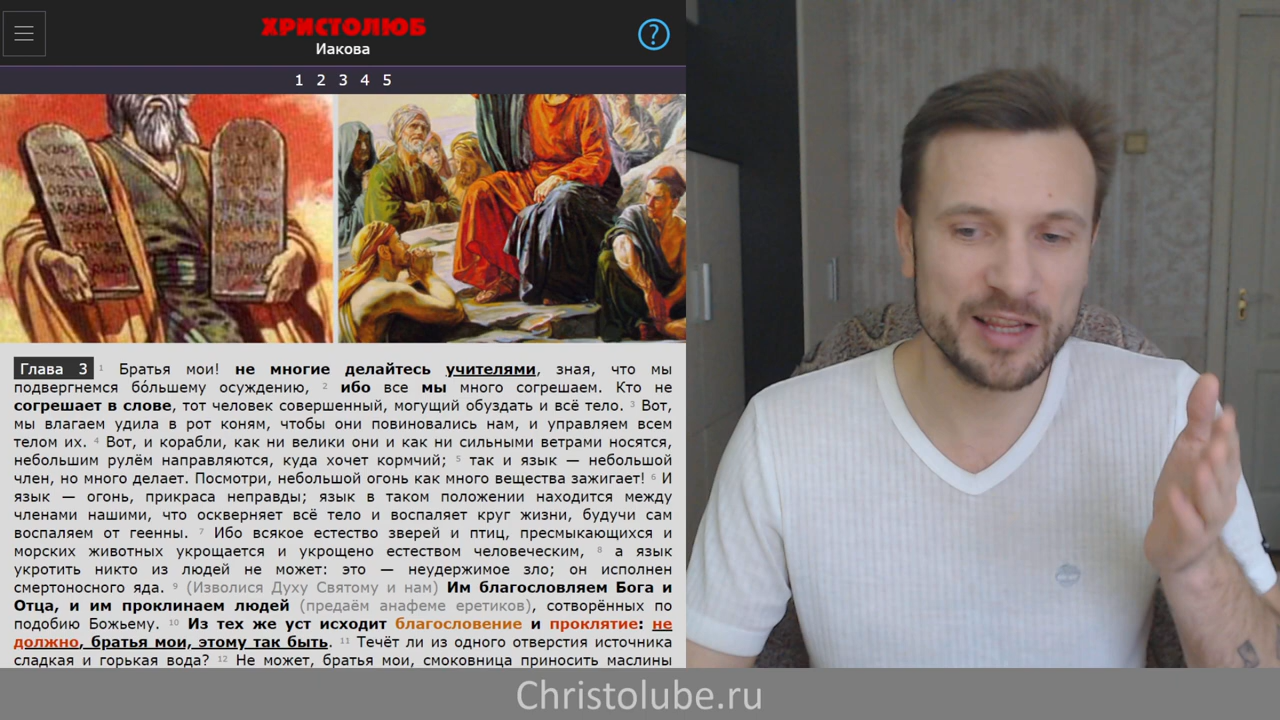 ХРИСТОЛЮБ
Иакова
?
1 2 3 4 5
Глава 3 1 Братья мои! не многие делайтесь учителями, зная, что мы
подвергнемся бо́льшему осуждению, 2 ибо все мы много согрешаем. Кто не
согрешает в слове, тот человек совершенный, могущий обуздать и всё тело. 3 Вот,
мы влагаем удила в рот коням, чтобы они повиновались нам, и управляем всем
телом их. 4 Вот, и корабли, как ни велики они и как ни сильными ветрами носятся,
небольшим рулём направляются, куда хочет кормчий; 5 так и язык — небольшой
член, но много делает. Посмотри, небольшой огонь как много вещества зажигает! 6 И
язык — огонь, прикраса неправды; язык в таком положении находится между
членами нашими, что оскверняет всё тело и воспаляет круг жизни, будучи сам
воспаляем от геенны. 7 Ибо всякое естество зверей и птиц, пресмыкающихся и
морских животных укрощается и укрощено естеством человеческим, 8 а язык
укротить никто из людей не может: это — неудержимое зло; он исполнен
смертоносного яда. 9 (Изволися Духу Святому и нам) Им благословляем Бога и
Отца, и им проклинаем людей (предаём анафеме еретиков), сотворённых по
подобию Божьему. 10 Из тех же уст исходит благословение и проклятие: не
должно, братья мои, этому так быть. 11 Течёт ли из одного отверстия источника
сладкая и горькая вода? 12 Не может, братья мои, смоковница приносить маслины
Christolube.ru